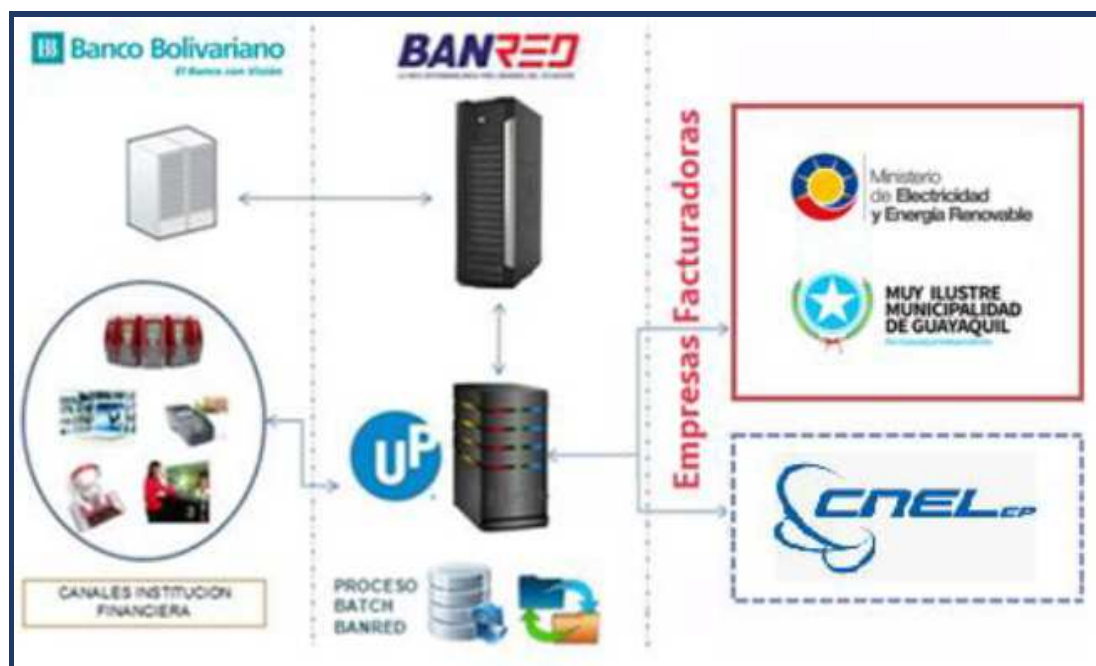 BB Banco Bolivariano
El Banco con Visión
BANRED
Empresas Facturadoras
Ministerio
de Electricidad
y Energía Renovable
MUY ILUSTRE
MUNICIPALIDAD
DE GUAYAQUIL
UP
CNEL EP
CANALES INSTITUCION
FINANCIERA
PROCESO
BATCH
BANRED